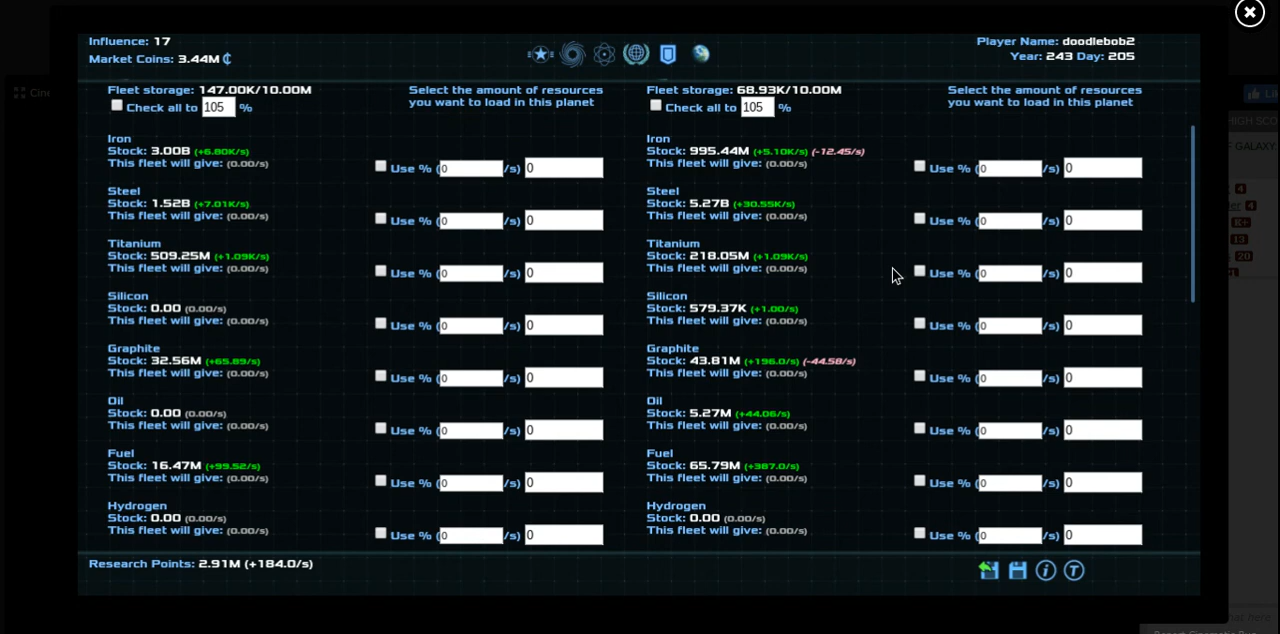 Influence: 17
Market Coins: 3.44M ₵
Player Name: doodlebob2
Year: 243 Day: 205
Fleet storage: 147.00K/10.00M
Check all to 105 %
Select the amount of resources
you want to load in this planet
Iron
Stock: 3.00B (+6.80K/s)
This fleet will give: (0.00/s)
Use % (0 /s) 0
Steel
Stock: 1.52B (+7.01K/s)
This fleet will give: (0.00/s)
Use % (0 /s) 0
Titanium
Stock: 509.25M (+1.09K/s)
This fleet will give: (0.00/s)
Use % (0 /s) 0
Silicon
Stock: 0.00 (0.00/s)
This fleet will give: (0.00/s)
Use % (0 /s) 0
Graphite
Stock: 32.56M (+65.89/s)
This fleet will give: (0.00/s)
Use % (0 /s) 0
Oil
Stock: 0.00 (0.00/s)
This fleet will give: (0.00/s)
Use % (0 /s) 0
Fuel
Stock: 16.47M (+99.52/s)
This fleet will give: (0.00/s)
Use % (0 /s) 0
Hydrogen
Stock: 0.00 (0.00/s)
This fleet will give: (0.00/s)
Use % (0 /s) 0
Fleet storage: 68.93K/10.00M
Check all to 105 %
Select the amount of resources
you want to load in this planet
Iron
Stock: 995.44M (+5.10K/s) (-12.45/s)
This fleet will give: (0.00/s)
Use % (0 /s) 0
Steel
Stock: 5.27B (+30.55K/s)
This fleet will give: (0.00/s)
Use % (0 /s) 0
Titanium
Stock: 218.05M (+1.09K/s)
This fleet will give: (0.00/s)
Use % (0 /s) 0
Silicon
Stock: 579.37K (+1.00/s)
This fleet will give: (0.00/s)
Use % (0 /s) 0
Graphite
Stock: 43.81M (+196.0/s) (-44.58/s)
This fleet will give: (0.00/s)
Use % (0 /s) 0
Oil
Stock: 5.27M (+44.06/s)
This fleet will give: (0.00/s)
Use % (0 /s) 0
Fuel
Stock: 65.79M (+387.0/s)
This fleet will give: (0.00/s)
Use % (0 /s) 0
Hydrogen
Stock: 0.00 (0.00/s)
This fleet will give: (0.00/s)
Use % (0 /s) 0
Research Points: 2.91M (+184.0/s)
i T
Cine
Li
HIGH SCO
GALAXY
4
4
K+
13
20
hat here